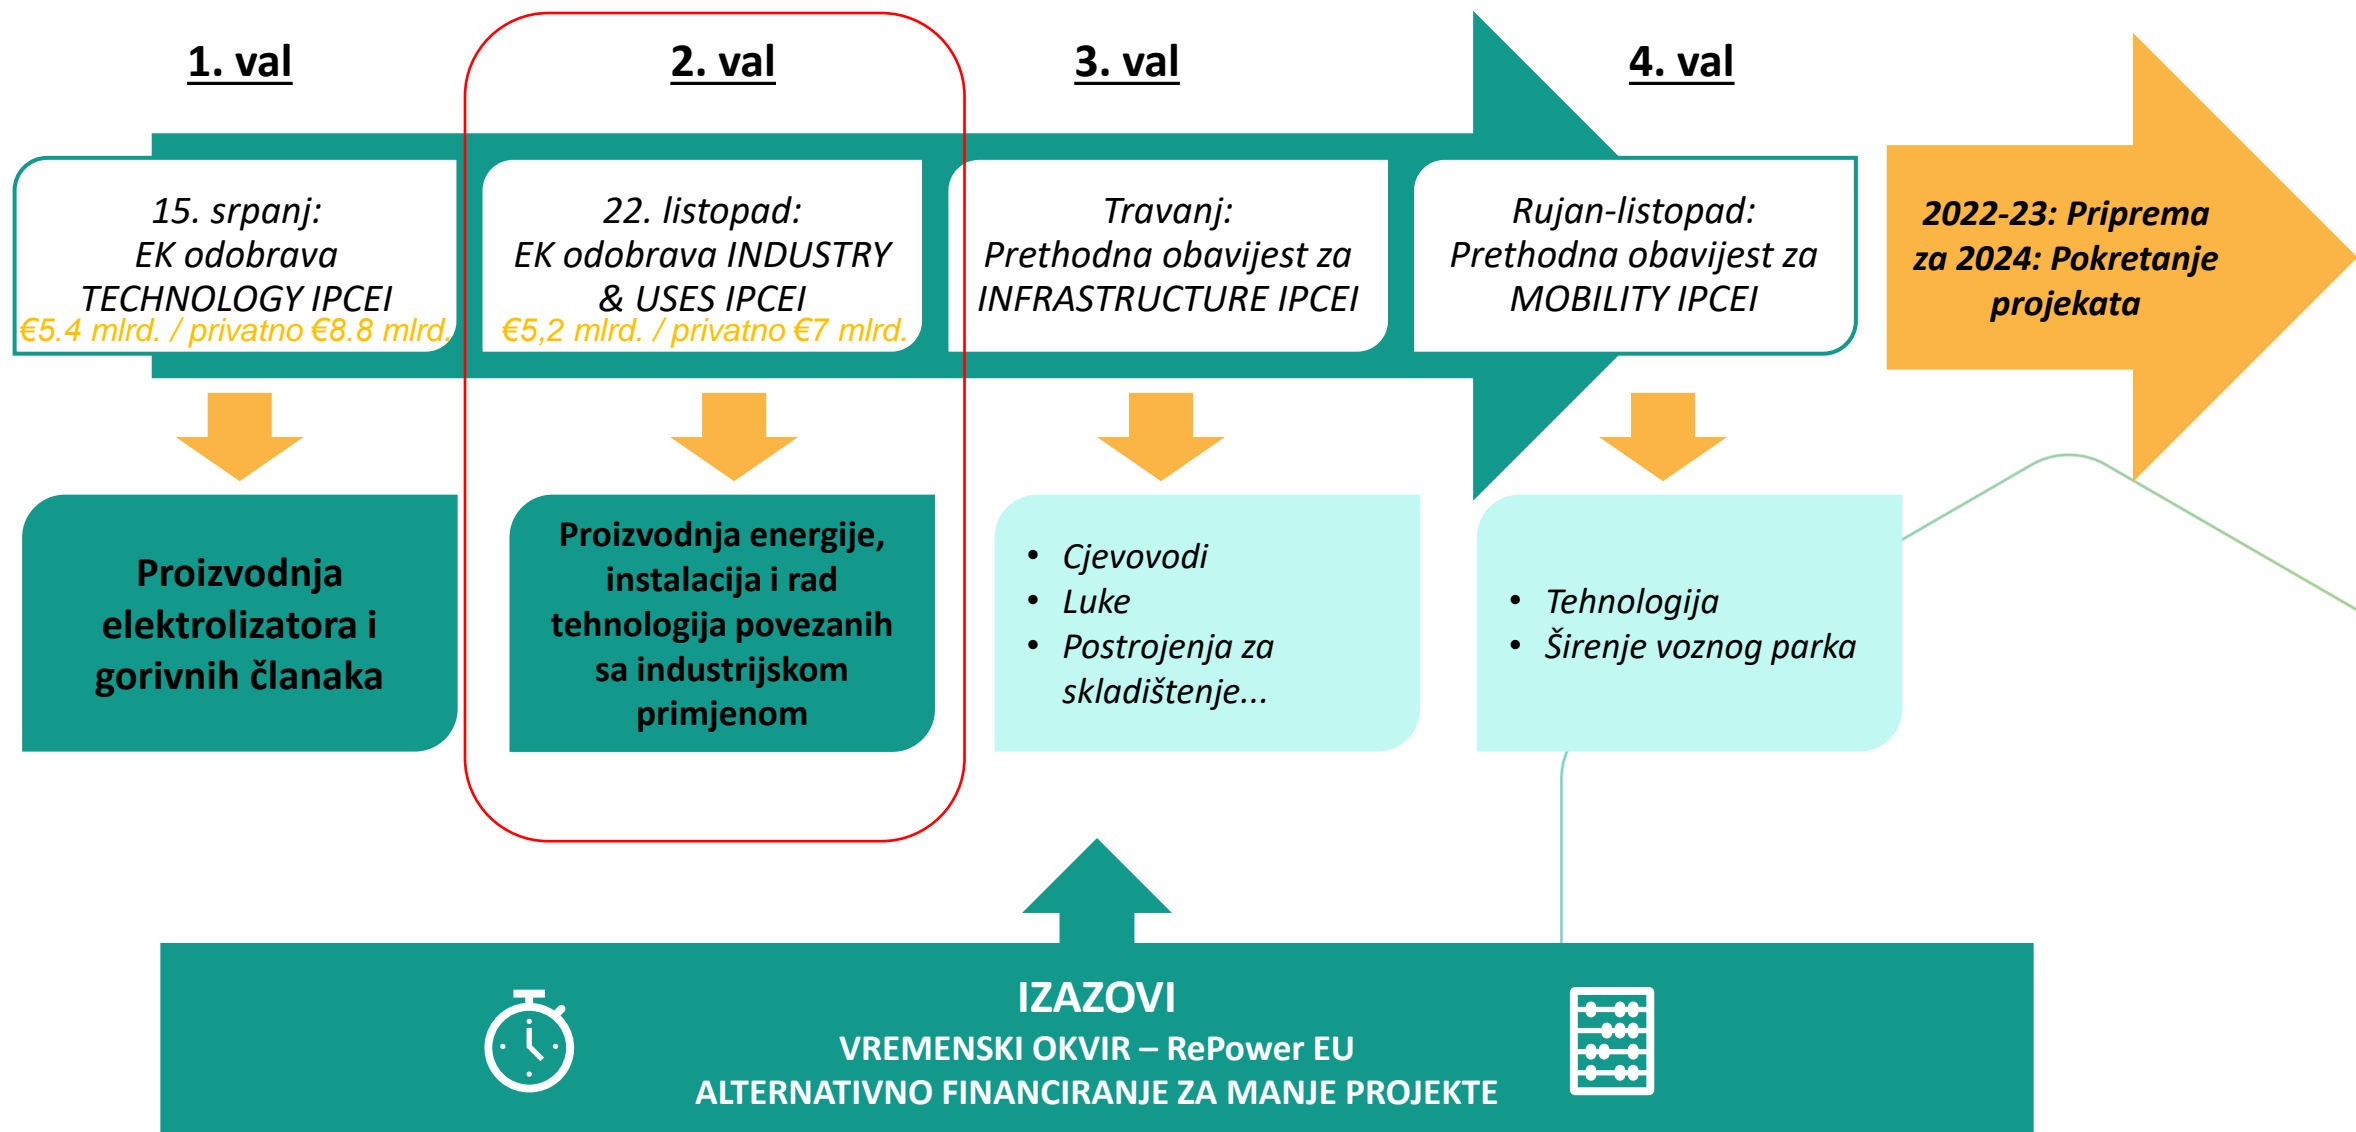 1. val
15. srpanj:
EK odobrava
TECHNOLOGY IPCEI
€5.4 mlrd. / privatno €8.8 mlrd.
Proizvodnja
elektrolizatora i
gorivnih članaka
2. val
22. listopad:
EK odobrava INDUSTRY
& USES IPCEI
€5,2 mlrd. / privatno €7 mlrd.
Proizvodnja energije,
instalacija i rad
tehnologija povezanih
sa industrijskom
primjenom
3. val
Travanj:
Prethodna obavijest za
INFRASTRUCTURE IPCEI
• Cjevovodi
• Luke
• Postrojenja za
skladištenje...
4. val
Rujan-listopad:
Prethodna obavijest za
MOBILITY IPCEI
• Tehnologija
• Širenje voznog parka
2022-23: Priprema
za 2024: Pokretanje
projekata
IZAZOVI
VREMENSKI OKVIR – RePower EU
ALTERNATIVNO FINANCIRANJE ZA MANJE PROJEKTE